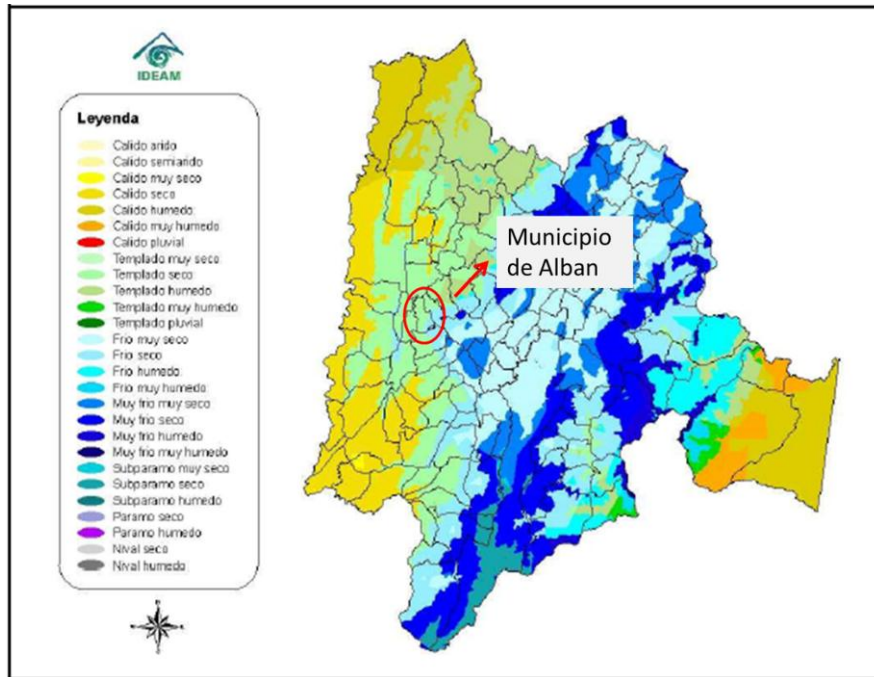 IDEAM
Leyenda
Calido arido
Calido semiarido
Calido muy seco
Calido seco
Calido humedo
Calido muy humedo
Calido pluvial
Templado muy seco
Templado seco
Templado humedo
Templado muy humedo
Templado pluvial
Frio muy seco
Frio seco
Frio humedo
Frio muy humedo
Muy frio muy seco
Muy frio seco
Muy frio humedo
Muy frio muy humedo
Subparamo muy seco
Subparamo seco
Subparamo humedo
Paramo seco
Paramo humedo
Nival seco
Nival humedo
Municipio
de Alban